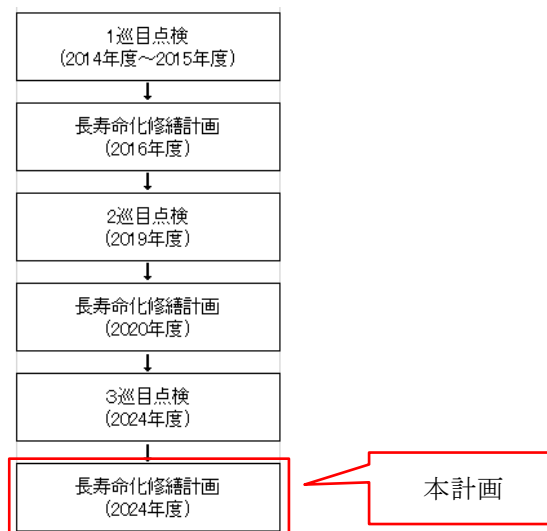 1巡目点検
(2014年度~2015年度)
長寿命化修繕計画
(2016年度)
2巡目点検
(2019年度)
長寿命化修繕計画
(2020年度)
3巡目点検
(2024年度)
長寿命化修繕計画
(2024年度)
本計画